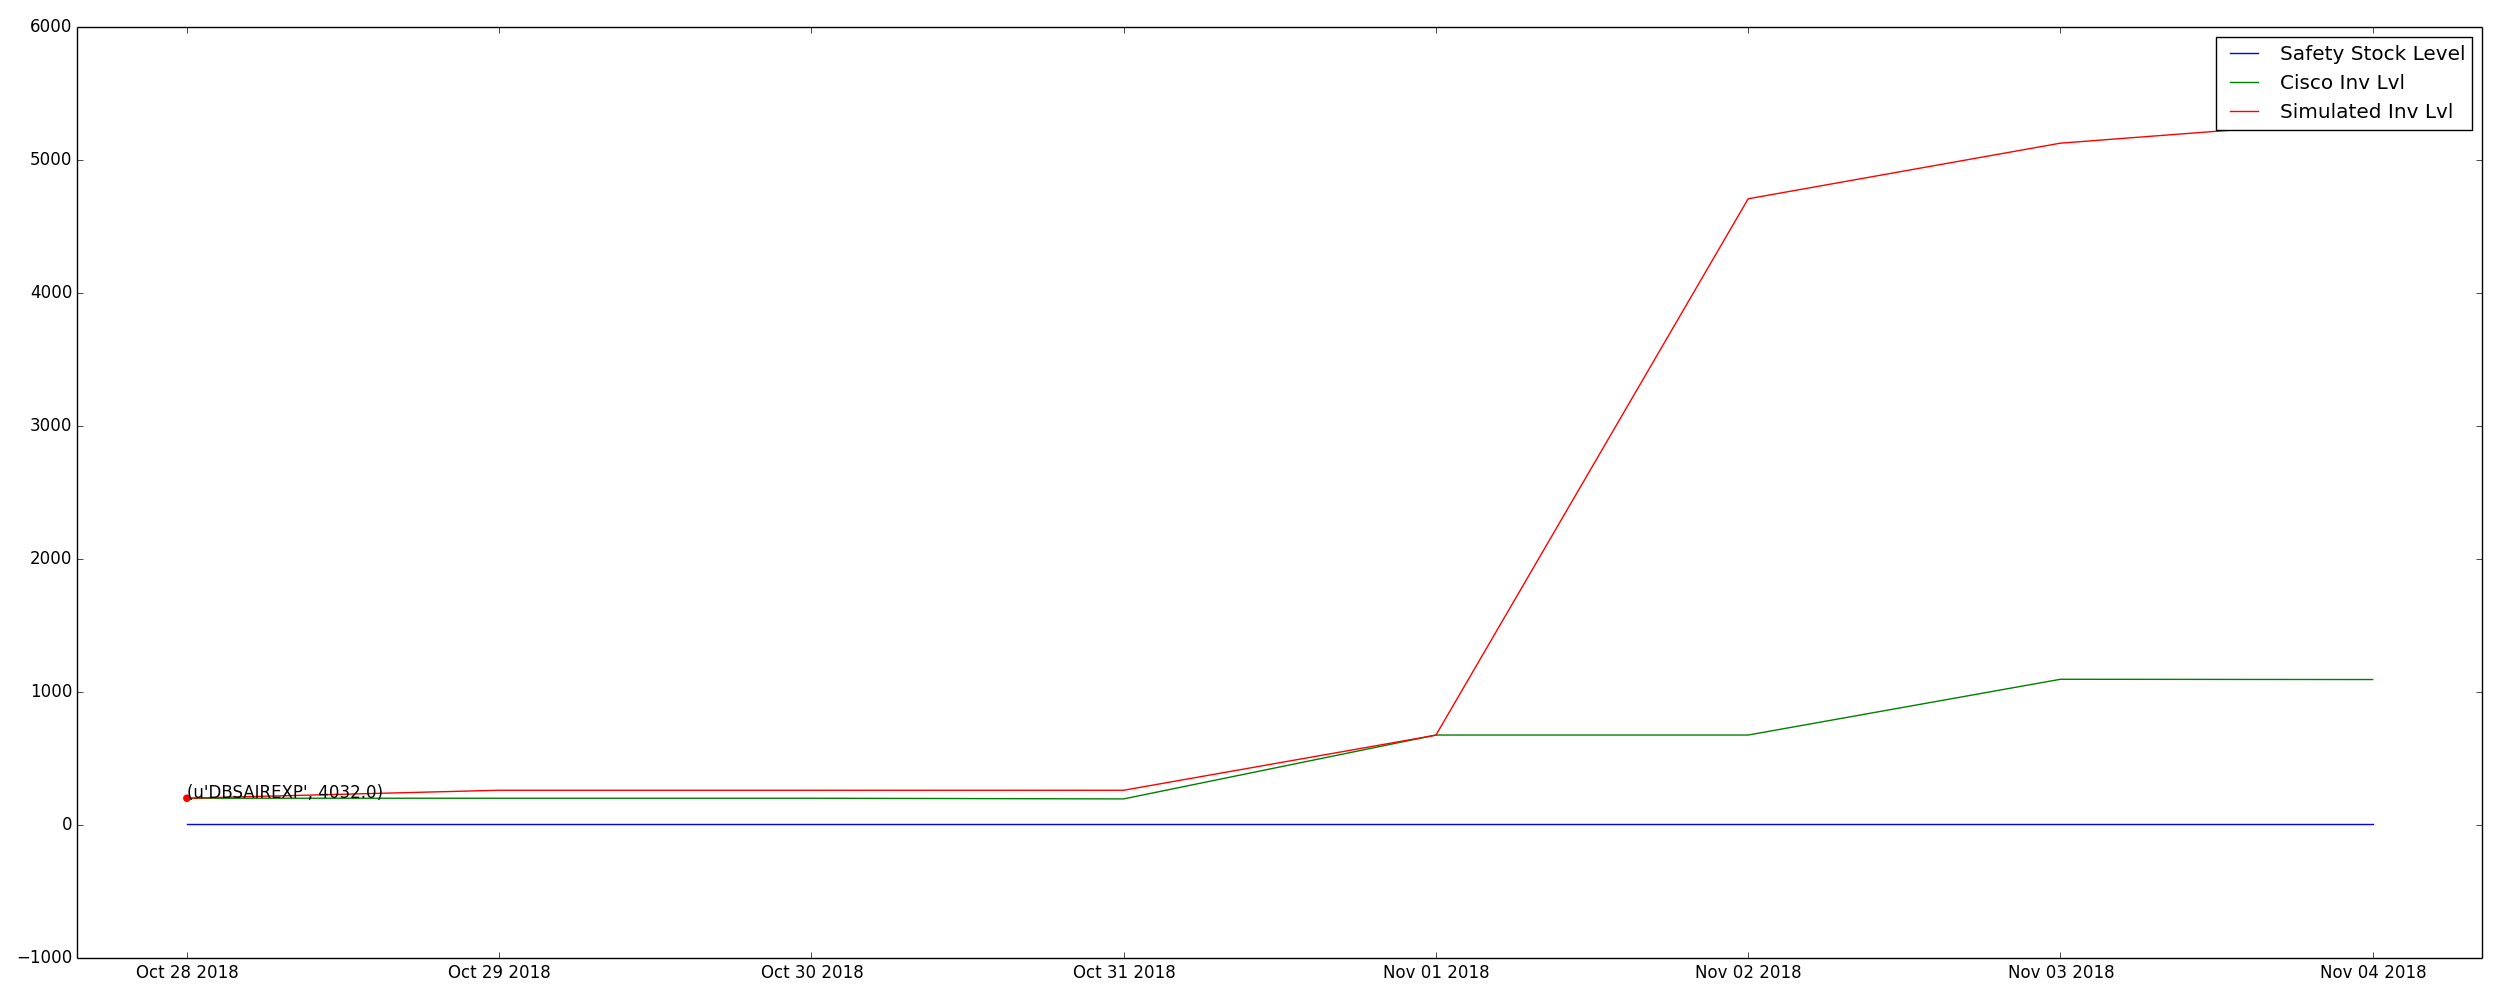 6000
5000
4000
3000
2000
1000
0
−1000
Safety Stock Level
Cisco Inv Lvl
Simulated Inv Lvl
(u'DBSAIREXP', 4032.0)
Oct 28 2018 Oct 29 2018 Oct 30 2018 Oct 31 2018 Nov 01 2018 Nov 02 2018 Nov 03 2018 Nov 04 2018